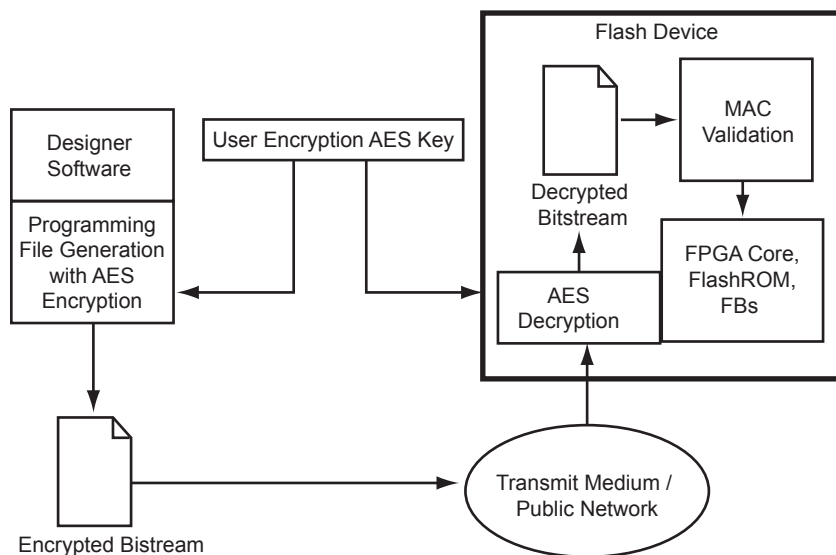 Flash Device
MAC
Validation
Designer
Software
User Encryption AES Key
Decrypted
Bitstream
Programming
File Generation
with AES
Encryption
FPGA Core,
FlashROM,
FBs
AES
Decryption
Transmit Medium /
Public Network
Encrypted Bistream